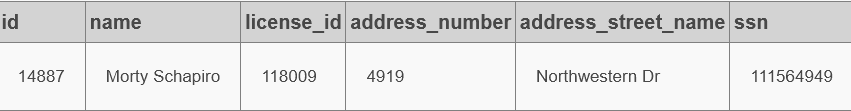 id name license_id address_number address_street_name ssn
14887 Morty Schapiro 118009 4919 Northwestern Dr 111564949